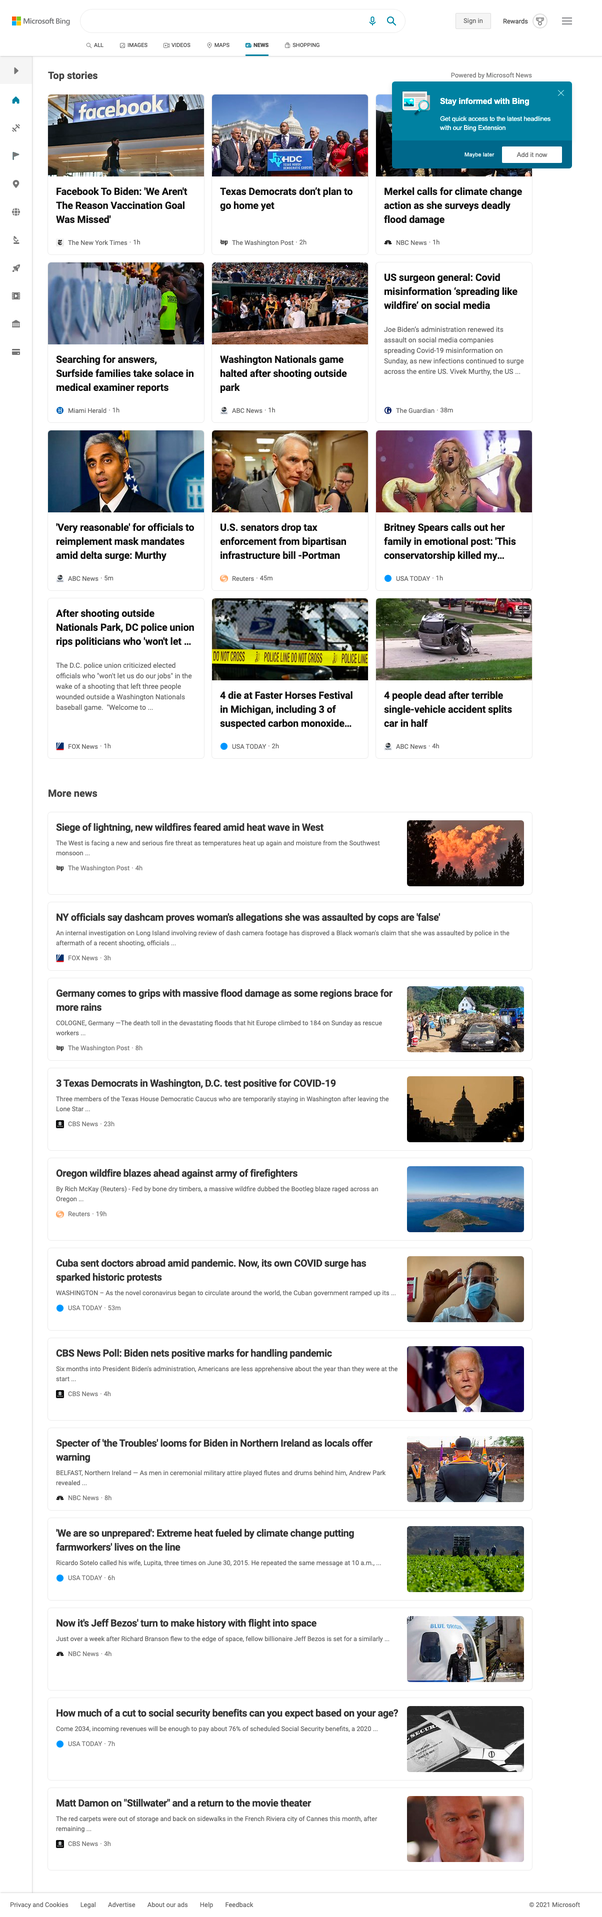 Microsoft Bing
Sign in
Rewards
ALL
IMAGES
VIDEOS
MAPS
NEWS
SHOPPING
Top stories
Powered by Microsoft News
Stay informed with Bing
Get quick access to the latest headlines
with our Bing Extension
Maybe later
Add it now
facebook
HDC
Facebook To Biden: 'We Aren't
The Reason Vaccination Goal
Was Missed'
The New York Times · 1h
Texas Democrats don't plan to
go home yet
The Washington Post · 2h
Merkel calls for climate change
action as she surveys deadly
flood damage
NBC News · 1h
Searching for answers,
Surfside families take solace in
medical examiner reports
Miami Herald · 1h
Washington Nationals game
halted after shooting outside
park
ABC News · 1h
US surgeon general: Covid
misinformation 'spreading like
wildfire' on social media
Joe Biden's administration renewed its
assault on social media companies
spreading Covid-19 misinformation on
Sunday, as new infections continued to surge
across the entire US. Vivek Murthy, the US ...
The Guardian · 38m
'Very reasonable' for officials to
reimplement mask mandates
amid delta surge: Murthy
ABC News · 5m
U.S. senators drop tax
enforcement from bipartisan
infrastructure bill -Portman
Reuters · 45m
Britney Spears calls out her
family in emotional post: 'This
conservatorship killed my...
USA TODAY · 1h
After shooting outside
Nationals Park, DC police union
rips politicians who 'won't let ...
The D.C. police union criticized elected
officials who "won't let us do our jobs" in the
wake of a shooting that left three people
wounded outside a Washington Nationals
baseball game. "Welcome to ...
FOX News · 1h
DO NOT CROSS POLICE LINE DO NOT CROSS POLICE LINE
4 die at Faster Horses Festival
in Michigan, including 3 of
suspected carbon monoxide...
USA TODAY · 2h
4 people dead after terrible
single-vehicle accident splits
car in half
ABC News · 4h
More news
Siege of lightning, new wildfires feared amid heat wave in West
The West is facing a new and serious fire threat as temperatures heat up again and moisture from the Southwest
monsoon ...
The Washington Post · 4h
NY officials say dashcam proves woman's allegations she was assaulted by cops are 'false'
An internal investigation on Long Island involving review of dash camera footage has disproved a Black woman's claim that she was assaulted by police in the
aftermath of a recent shooting, officials ...
FOX News · 3h
Germany comes to grips with massive flood damage as some regions brace for
more rains
COLOGNE, Germany —The death toll in the devastating floods that hit Europe climbed to 184 on Sunday as rescue
workers ...
The Washington Post · 8h
3 Texas Democrats in Washington, D.C. test positive for COVID-19
Three members of the Texas House Democratic Caucus who are temporarily staying in Washington after leaving the
Lone Star ...
CBS News · 23h
Oregon wildfire blazes ahead against army of firefighters
By Rich McKay (Reuters) - Fed by bone dry timbers, a massive wildfire dubbed the Bootleg blaze raged across an
Oregon ...
Reuters · 19h
Cuba sent doctors abroad amid pandemic. Now, its own COVID surge has
sparked historic protests
WASHINGTON – As the novel coronavirus began to circulate around the world, the Cuban government ramped up its ...
USA TODAY · 53m
CBS News Poll: Biden nets positive marks for handling pandemic
Six months into President Biden's administration, Americans are less apprehensive about the year than they were at the
start ...
CBS News · 4h
Specter of 'the Troubles' looms for Biden in Northern Ireland as locals offer
warning
BELFAST, Northern Ireland — As men in ceremonial military attire played flutes and drums behind him, Andrew Park
revealed ...
NBC News · 8h
'We are so unprepared': Extreme heat fueled by climate change putting
farmworkers' lives on the line
Ricardo Sotelo called his wife, Lupita, three times on June 30, 2015. He repeated the same message at 10 a.m., ...
USA TODAY · 6h
Now it's Jeff Bezos' turn to make history with flight into space
Just over a week after Richard Branson flew to the edge of space, fellow billionaire Jeff Bezos is set for a similarly ...
NBC News · 4h
BLUE ORIGIN
How much of a cut to social security benefits can you expect based on your age?
Come 2034, incoming revenues will be enough to pay about 76% of scheduled Social Security benefits, a 2020 ...
USA TODAY · 7h
Matt Damon on "Stillwater" and a return to the movie theater
The red carpets were out of storage and back on sidewalks in the French Riviera city of Cannes this month, after
remaining ...
CBS News · 3h
Privacy and Cookies
Legal
Advertise
About our ads
Help
Feedback
© 2021 Microsoft